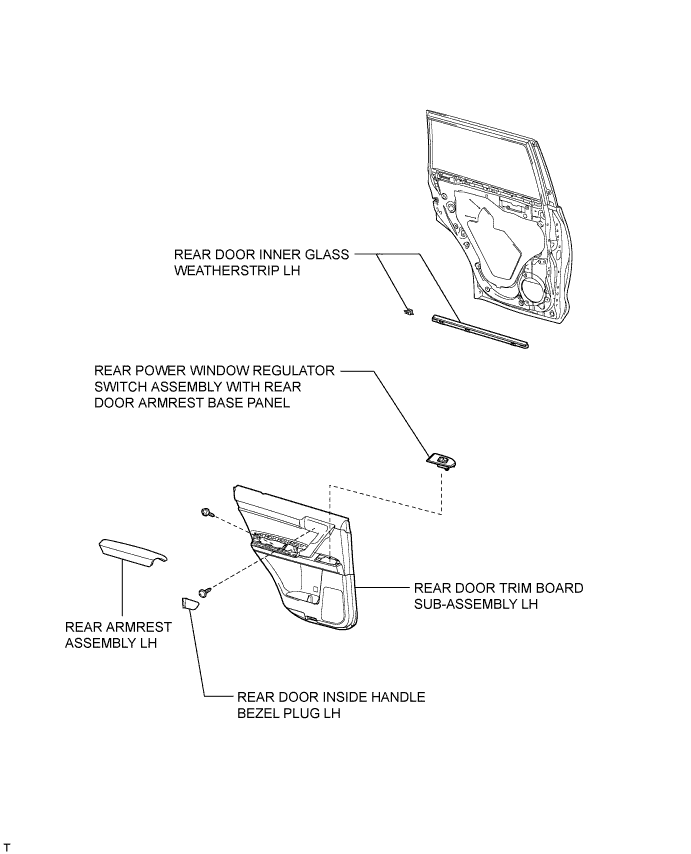 REAR DOOR INNER GLASS
WEATHERSTRIP LH
REAR POWER WINDOW REGULATOR
SWITCH ASSEMBLY WITH REAR
DOOR ARMREST BASE PANEL
REAR DOOR TRIM BOARD
SUB-ASSEMBLY LH
REAR ARMREST
ASSEMBLY LH
REAR DOOR INSIDE HANDLE
BEZEL PLUG LH
T